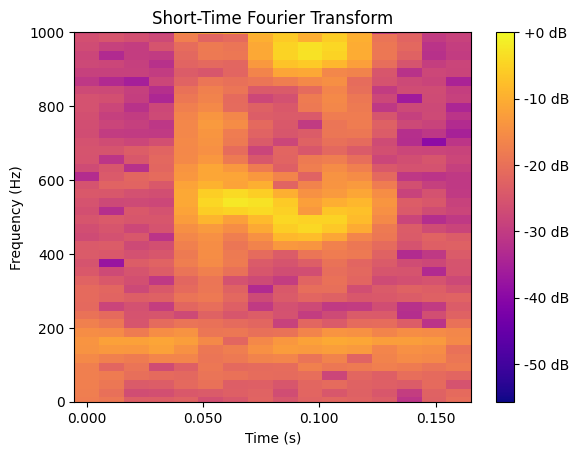 Short-Time Fourier Transform
1000
800
600
400
200
0
Frequency (Hz)
0.000
0.050
0.100
0.150
Time (s)
+0 dB
-10 dB
-20 dB
-30 dB
-40 dB
-50 dB